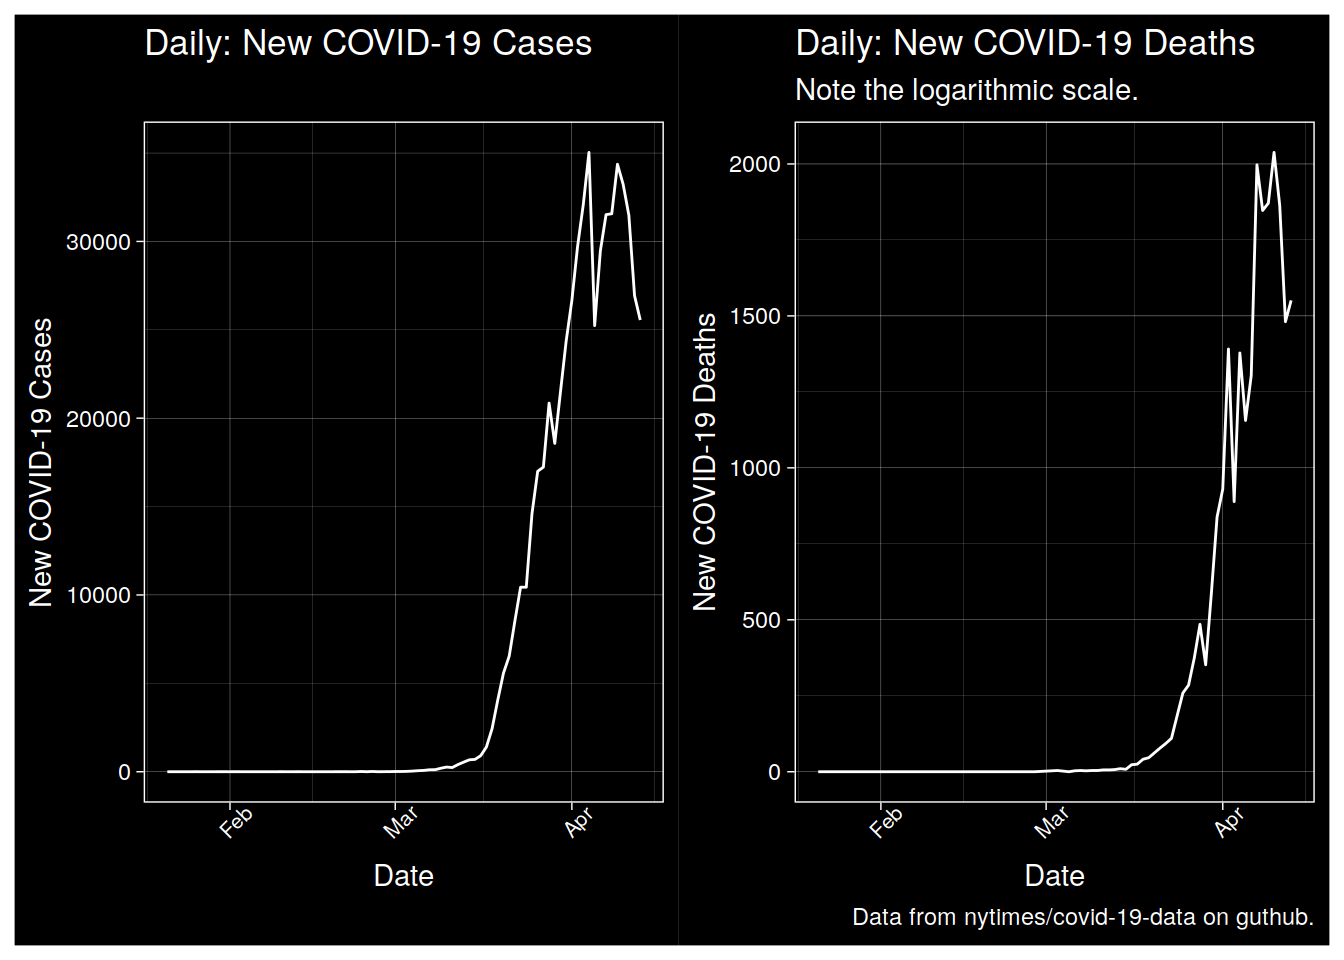 Daily: New COVID-19 Cases
New COVID-19 Cases
30000
20000
10000
0
Feb
Mar
Apr
Date
Daily: New COVID-19 Deaths
Note the logarithmic scale.
New COVID-19 Deaths
2000
1500
1000
500
0
Feb
Mar
Apr
Date
Data from nytimes/covid-19-data on guthub.